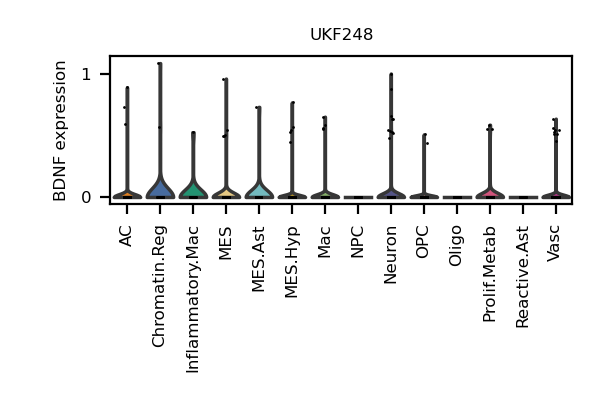 UKF248
BDNF expression
1
0
AC
Chromatin.Reg
Inflammatory.Mac
MES
MES.Ast
MES.Hyp
Mac
NPC
Neuron
OPC
Oligo
Prolif.Metab
Reactive.Ast
Vasc